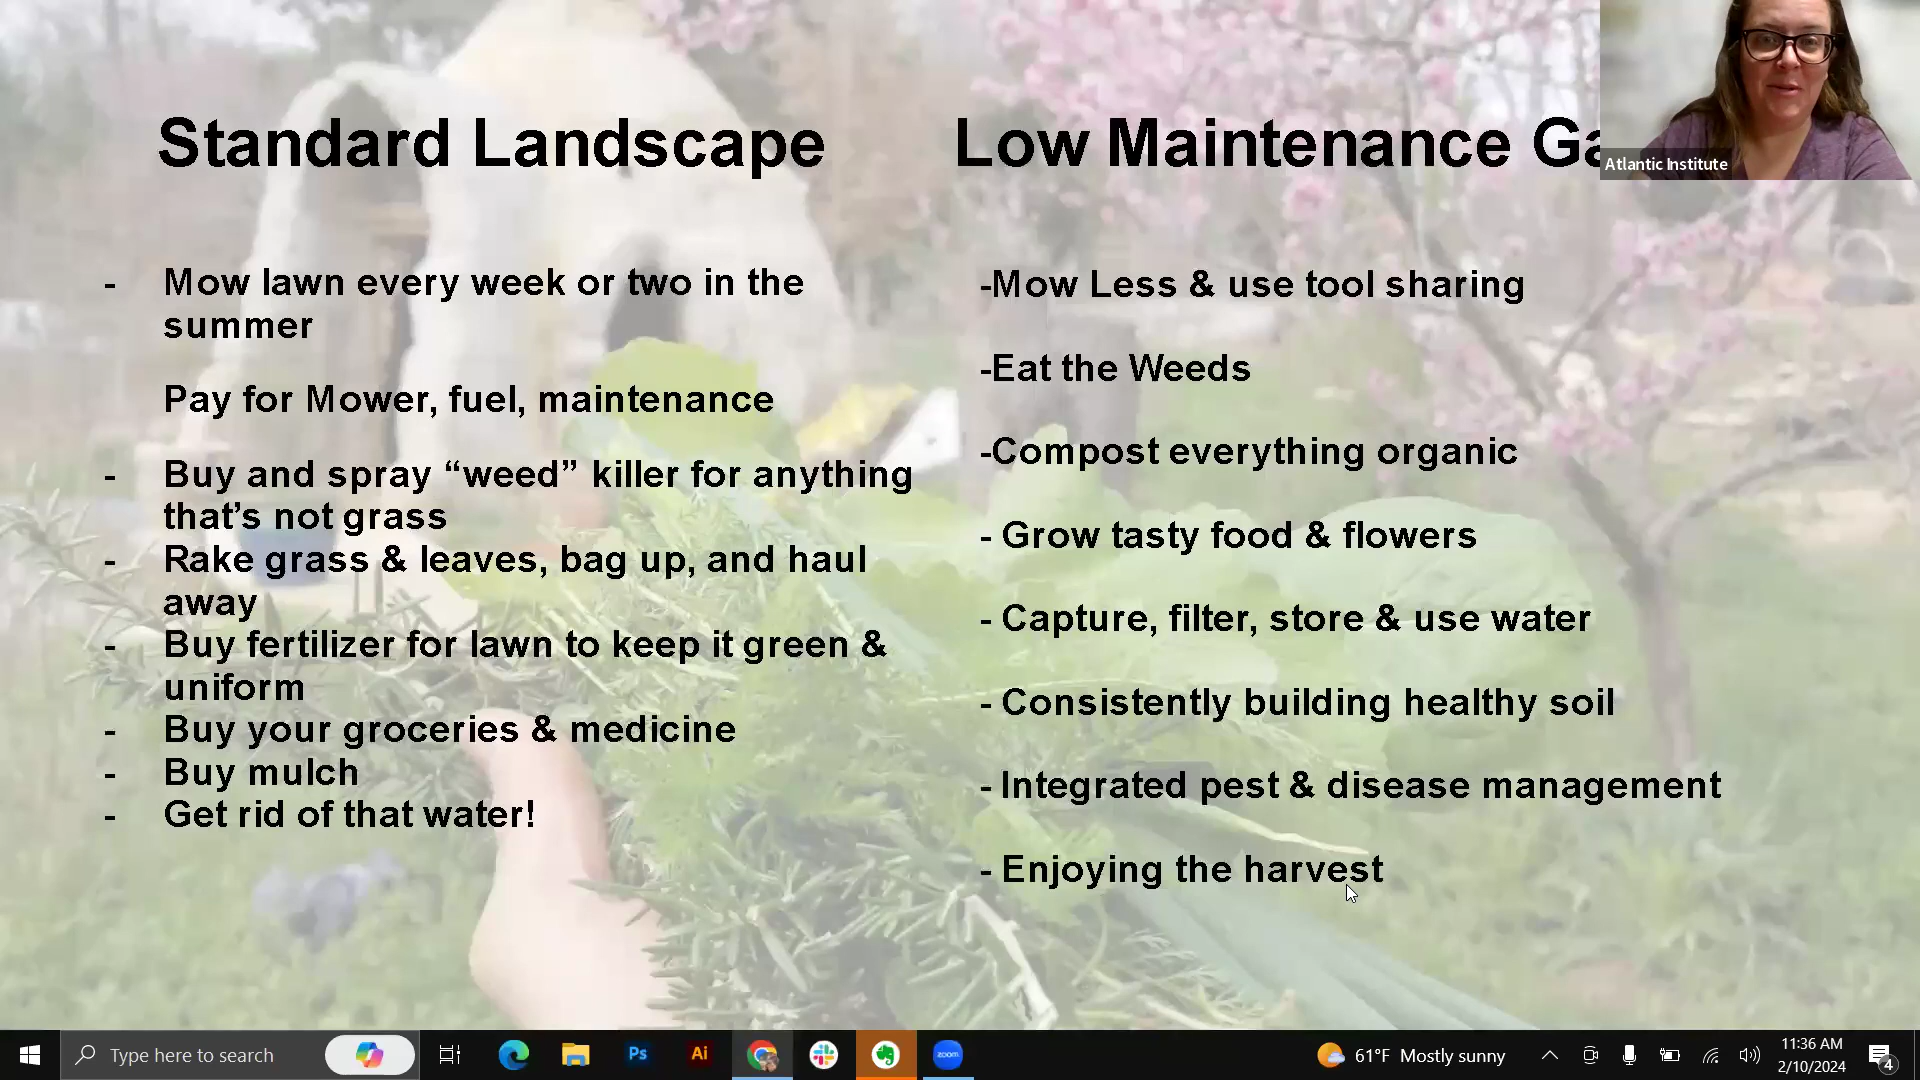 Standard Landscape
- Mow lawn every week or two in the
summer
Pay for Mower, fuel, maintenance
- Buy and spray “weed” killer for anything
that’s not grass
- Rake grass & leaves, bag up, and haul
away
- Buy fertilizer for lawn to keep it green &
uniform
- Buy your groceries & medicine
- Buy mulch
- Get rid of that water!
Low Maintenance Ga
-Mow Less & use tool sharing
-Eat the Weeds
-Compost everything organic
- Grow tasty food & flowers
- Capture, filter, store & use water
- Consistently building healthy soil
- Integrated pest & disease management
- Enjoying the harvest
Atlantic Institute
Type here to search
Ps
Ai
zoom
61°F Mostly sunny
11:36 AM
2/10/2024
4